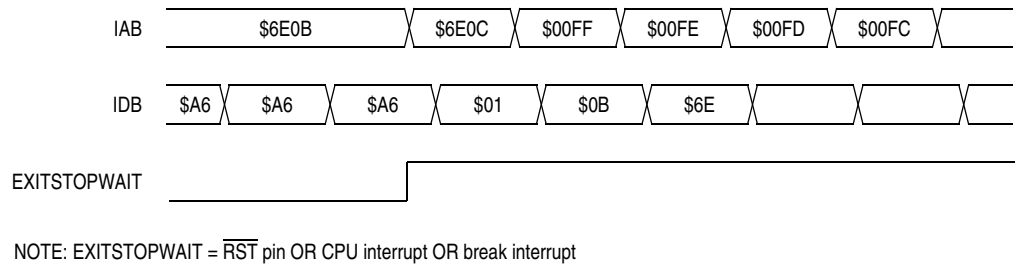 IAB $6E0B $6E0C $00FF $00FE $00FD $00FC
IDB $A6 $A6 $A6 $01 $0B $6E
EXITSTOPWAIT
NOTE: EXITSTOPWAIT = RST pin OR CPU interrupt OR break interrupt